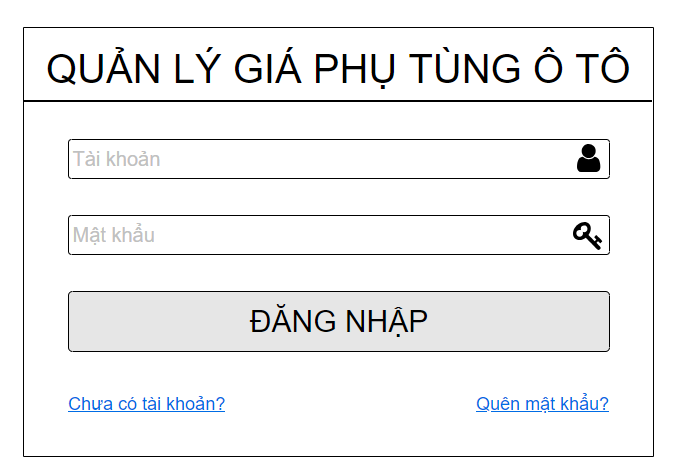 QUẢN LÝ GIÁ PHỤ TÙNG Ô TÔ
Tài khoản
Mật khẩu
ĐĂNG NHẬP
Chưa có tài khoản?
Quên mật khẩu?